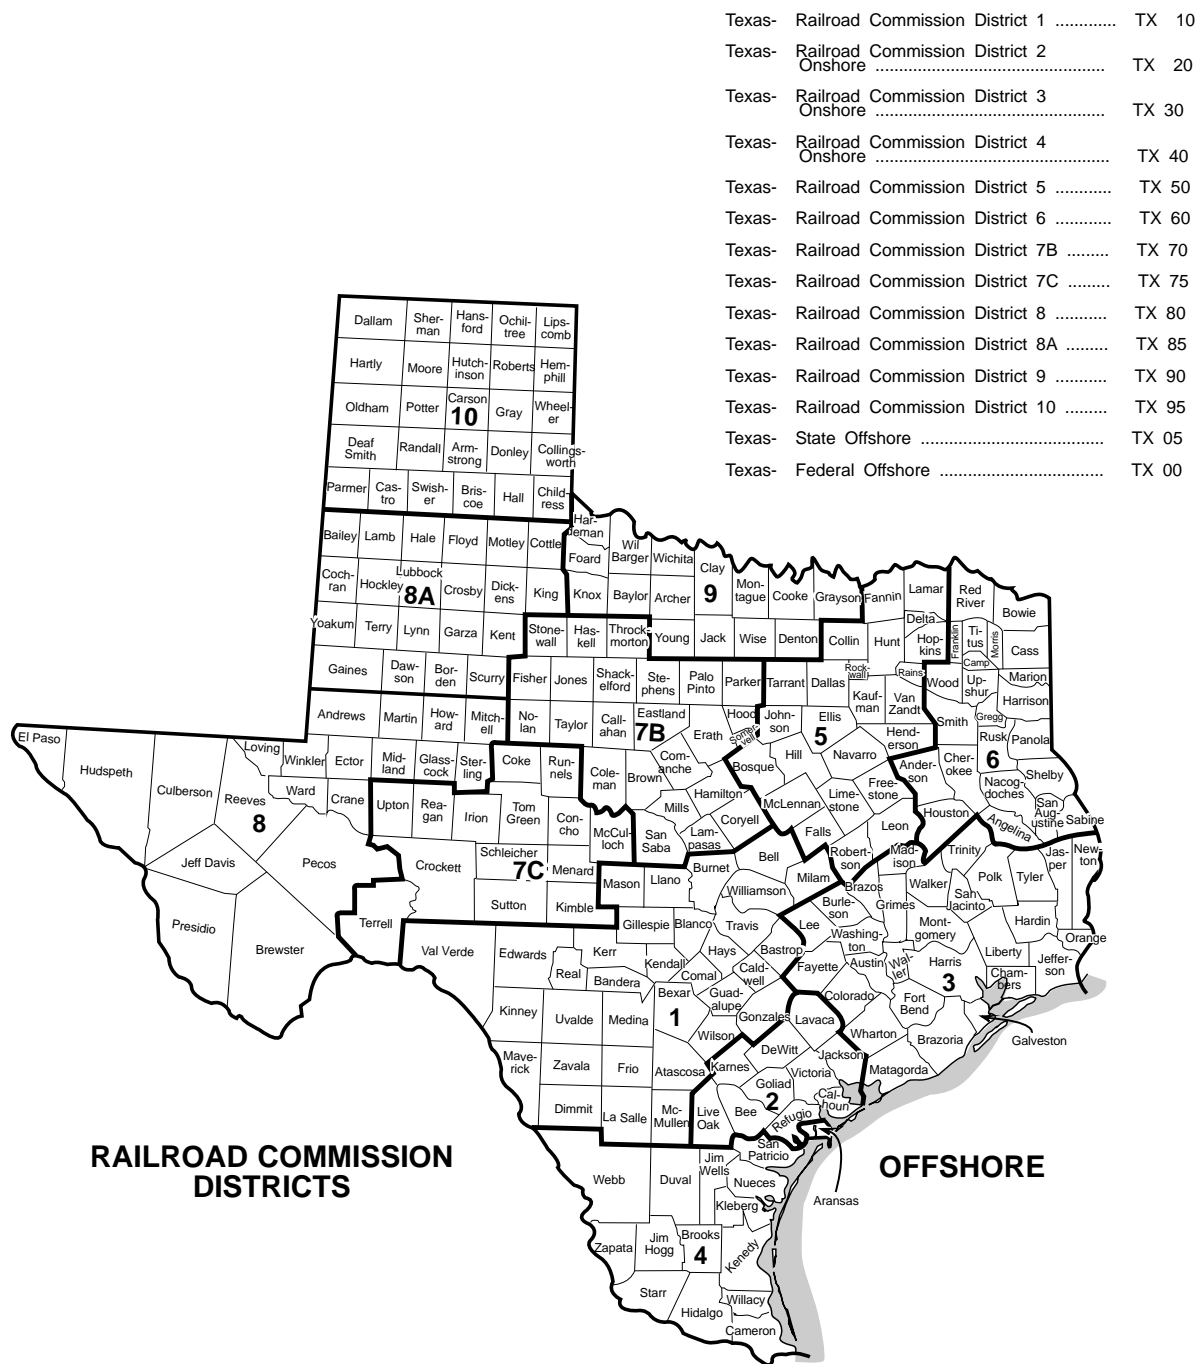 Texas- Railroad Commission District 1 ............. TX 10
Texas- Railroad Commission District 2
Onshore ................................................. TX 20
Texas- Railroad Commission District 3
Onshore ................................................. TX 30
Texas- Railroad Commission District 4
Onshore .................................................. TX 40
Texas- Railroad Commission District 5 ............ TX 50
Texas- Railroad Commission District 6 ............ TX 60
Texas- Railroad Commission District 7B ......... TX 70
Texas- Railroad Commission District 7C ......... TX 75
Texas- Railroad Commission District 8 ........... TX 80
Texas- Railroad Commission District 8A ......... TX 85
Texas- Railroad Commission District 9 ........... TX 90
Texas- Railroad Commission District 10 ......... TX 95
Texas- State Offshore ....................................... TX 05
Texas- Federal Offshore ................................... TX 00
Dallam
Sher-
man
Hans-
ford
Ochil-
tree
Lips-
comb
Hartly
Moore
Hutch-
inson
Roberts
Hem-
phill
Oldham
Potter
Carson
10
Gray
Wheel-
er
Deaf
Smith
Randall
Arm-
strong
Donley
Collings-
worth
Parmer
Cas-
tro
Swish-
er
Bris-
coe
Hall
Child-
ress
Har-
deman
Bailey
Lamb
Hale
Floyd
Motley
Cottle
Foard
Wil
Barger
Wichita
Clay
Mon-
tague
Cooke
Grayson
Fannin
Lamar
Red
River
Bowie
Coch-
ran
Hockley
Lubbock
8A
Crosby
Dick-
ens
King
Knox
Baylor
Archer
9
Delta
Hop-
kins
Franklin
Ti-
tus
Morris
Cass
Yoakum
Terry
Lynn
Garza
Kent
Stone-
wall
Has-
kell
Throck-
morton
Young
Jack
Wise
Denton
Collin
Hunt
Camp
Marion
Gaines
Daw-
son
Bor-
den
Scurry
Fisher
Jones
Shack-
elford
Ste-
phens
Palo
Pinto
Parker
Tarrant
Dallas
Rock-
wall
Rains
Wood
Up-
shur
Harrison
Kauf-
man
Van
Zandt
Gregg
Smith
Andrews
Martin
How-
ard
Mitch-
ell
No-
lan
Taylor
Cal-
lahan
Eastland
7B
Erath
Hood
Somer-
vell
John-
son
Ellis
5
Hend-
erson
Rusk
6
Panola
El Paso
Hudspeth
Culberson
Loving
Winkler
Ector
Mid-
land
Glass-
cock
Ster-
ling
Coke
Run-
nels
Cole-
man
Brown
Com-
anche
Bosque
Hill
Navarro
Ander-
son
Cher-
okee
Nacog-
doches
Shelby
Reeves
8
Ward
Crane
Upton
Rea-
gan
Irion
Tom
Green
Con-
cho
McCul-
loch
Mills
Hamilton
Coryell
McLennan
Lime-
stone
Free-
stone
Leon
Houston
Angelina
San
Aug-
ustine
Sabine
San
Saba
Lam-
pasas
Falls
Jeff Davis
Pecos
Crockett
Schleicher
7C
Menard
Mason
Llano
Burnet
Bell
Milam
Robert-
son
Mad-
ison
Trinity
Polk
Tyler
Jas-
per
New-
ton
Presidio
Brewster
Terrell
Sutton
Kimble
Gillespie
Blanco
Williamson
Travis
Brazos
Burle-
son
Grimes
Walker
San
Jacinto
Hardin
Orange
Val Verde
Edwards
Kerr
Kendall
Hays
Bastrop
Lee
Washing-
ton
Mont-
gomery
Liberty
Jeffer-
son
Real
Bandera
Comal
Cald-
well
Fayette
Austin
Wal-
ler
Harris
3
Cham-
bers
Kinney
Uvalde
Medina
Bexar
1
Guad-
alupe
Gonzales
Lavaca
Colorado
Fort
Bend
Wharton
Brazoria
Galveston
Wilson
Mave-
rick
Zavala
Frio
Atascosa
Karnes
DeWitt
Jackson
Matagorda
Goliad
2
Victoria
Cal-
houn
Dimmit
La Salle
Mc-
Mullen
Live
Oak
Bee
Refugio
RAILROAD COMMISSION
DISTRICTS
OFFSHORE
Webb
Duval
Jim
Wells
San
Patricio
Nueces
Aransas
Kleberg
Zapata
Jim
Hogg
Brooks
4
Kenedy
Starr
Hidalgo
Willacy
Cameron